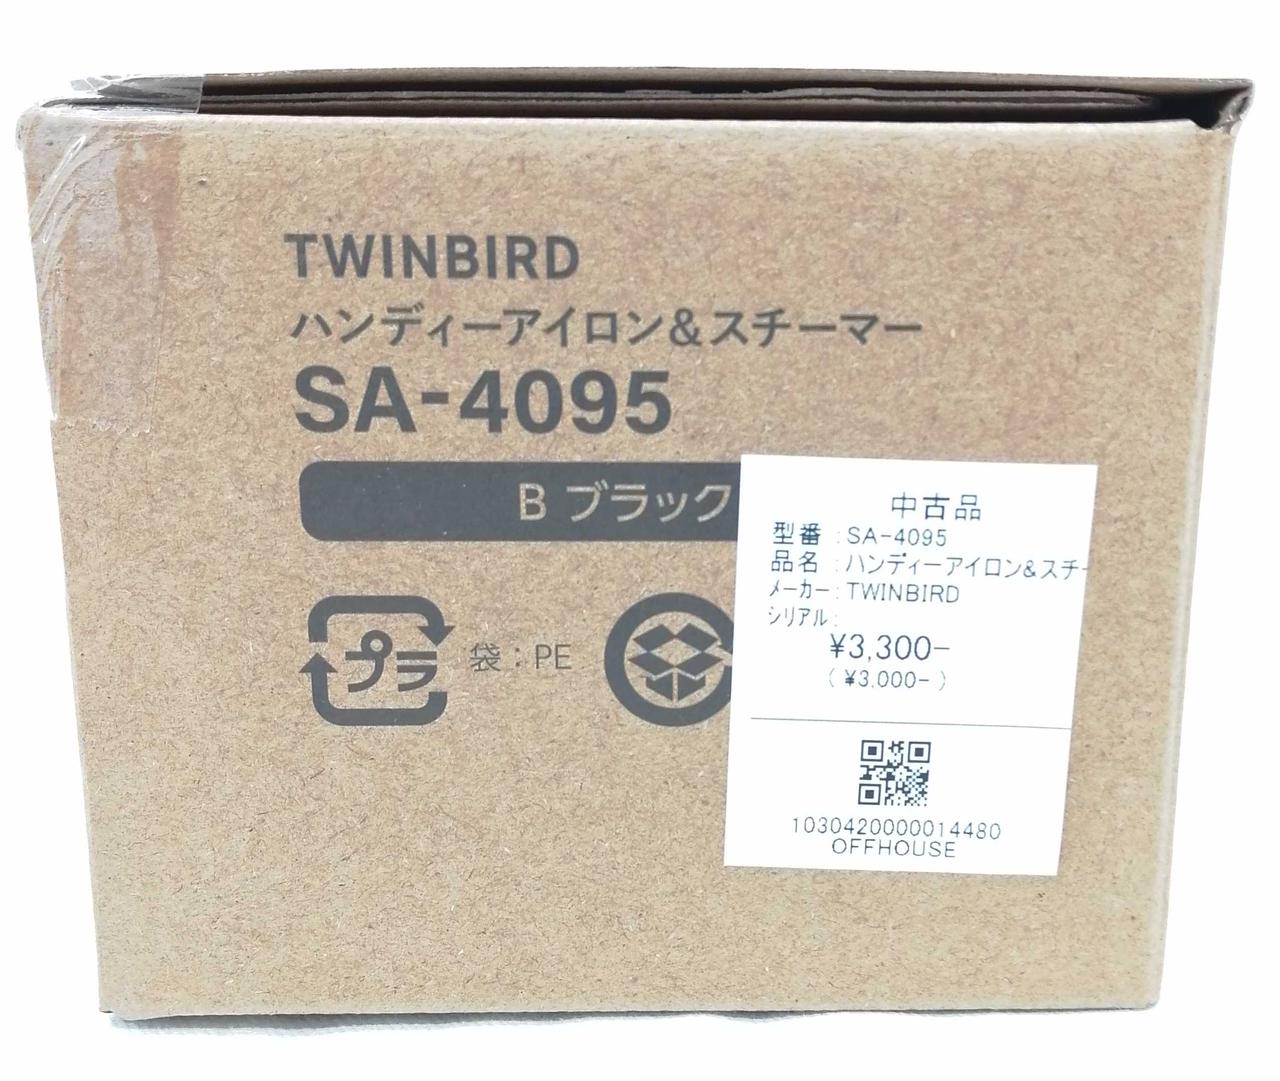 TWINBIRD
ハンディーアイロン&スチーマー
SA-4095
B ブラック
プラ
袋：PE
中古品
型番 : SA-4095
品名 : ハンディーアイロン&スチー
メーカー : TWINBIRD
シリアル :
¥3,300-
( ¥3,000- )
1030420000014480
OFFHOUSE